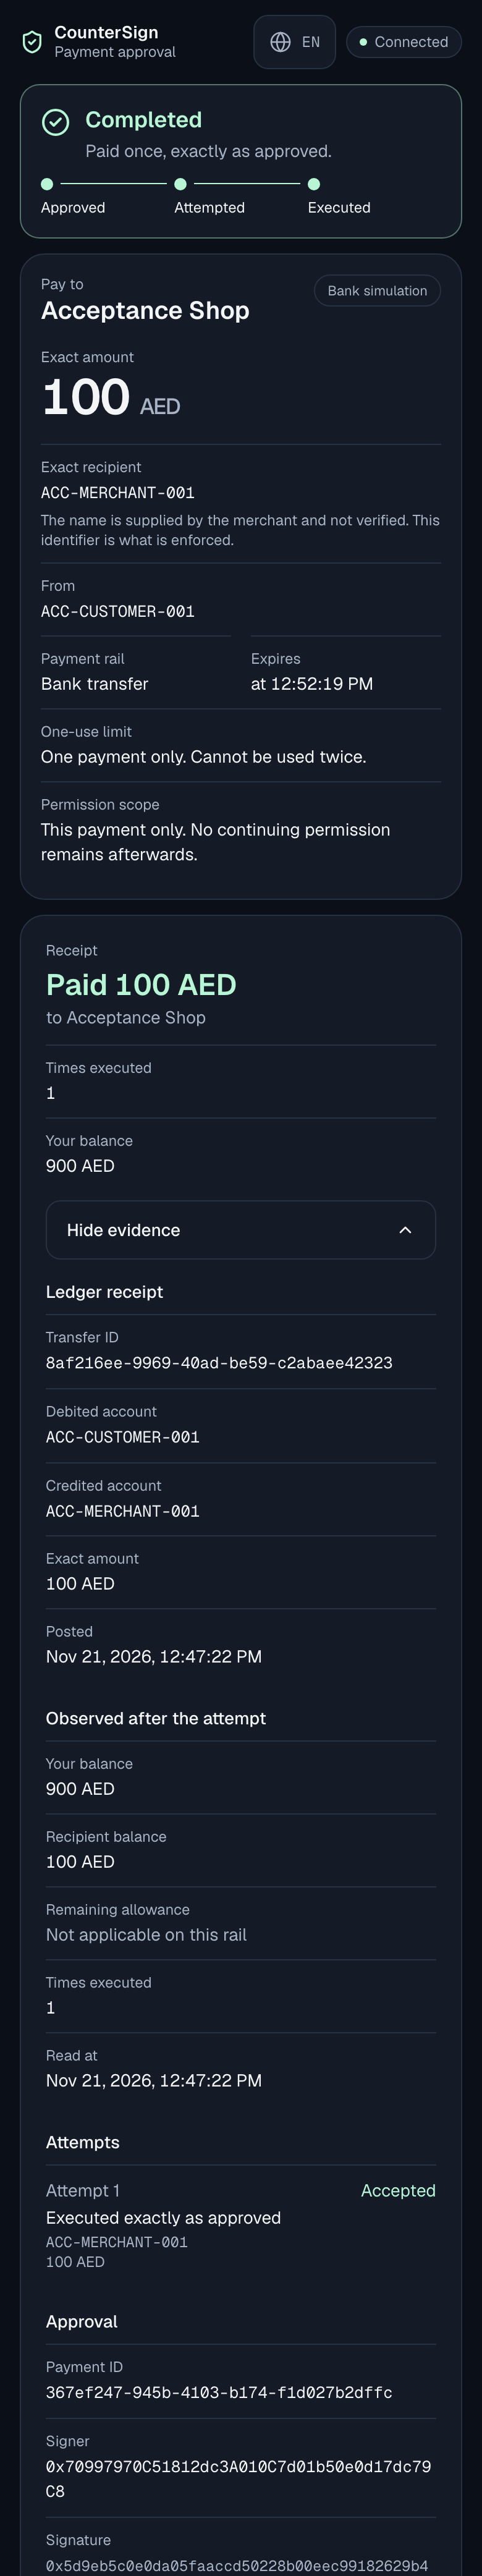 CounterSign
Payment approval
EN
Connected
Completed
Paid once, exactly as approved.
Approved
Attempted
Executed
Pay to
Bank simulation
Acceptance Shop
Exact amount
100 AED
Exact recipient
ACC-MERCHANT-001
The name is supplied by the merchant and not verified. This
identifier is what is enforced.
From
ACC-CUSTOMER-001
Payment rail
Expires
Bank transfer
at 12:52:19 PM
One-use limit
One payment only. Cannot be used twice.
Permission scope
This payment only. No continuing permission
remains afterwards.
Receipt
Paid 100 AED
to Acceptance Shop
Times executed
1
Your balance
900 AED
Hide evidence
Ledger receipt
Transfer ID
8af216ee-9969-40ad-be59-c2abaee42323
Debited account
ACC-CUSTOMER-001
Credited account
ACC-MERCHANT-001
Exact amount
100 AED
Posted
Nov 21, 2026, 12:47:22 PM
Observed after the attempt
Your balance
900 AED
Recipient balance
100 AED
Remaining allowance
Not applicable on this rail
Times executed
1
Read at
Nov 21, 2026, 12:47:22 PM
Attempts
Attempt 1
Accepted
Executed exactly as approved
ACC-MERCHANT-001
100 AED
Approval
Payment ID
367ef247-945b-4103-b174-f1d027b2dffc
Signer
0x70997970C51812dc3A010C7d01b50e0d17dc79
C8
Signature
0x5d9eb5c0e0da05faaccd50228b00eec99182629b4